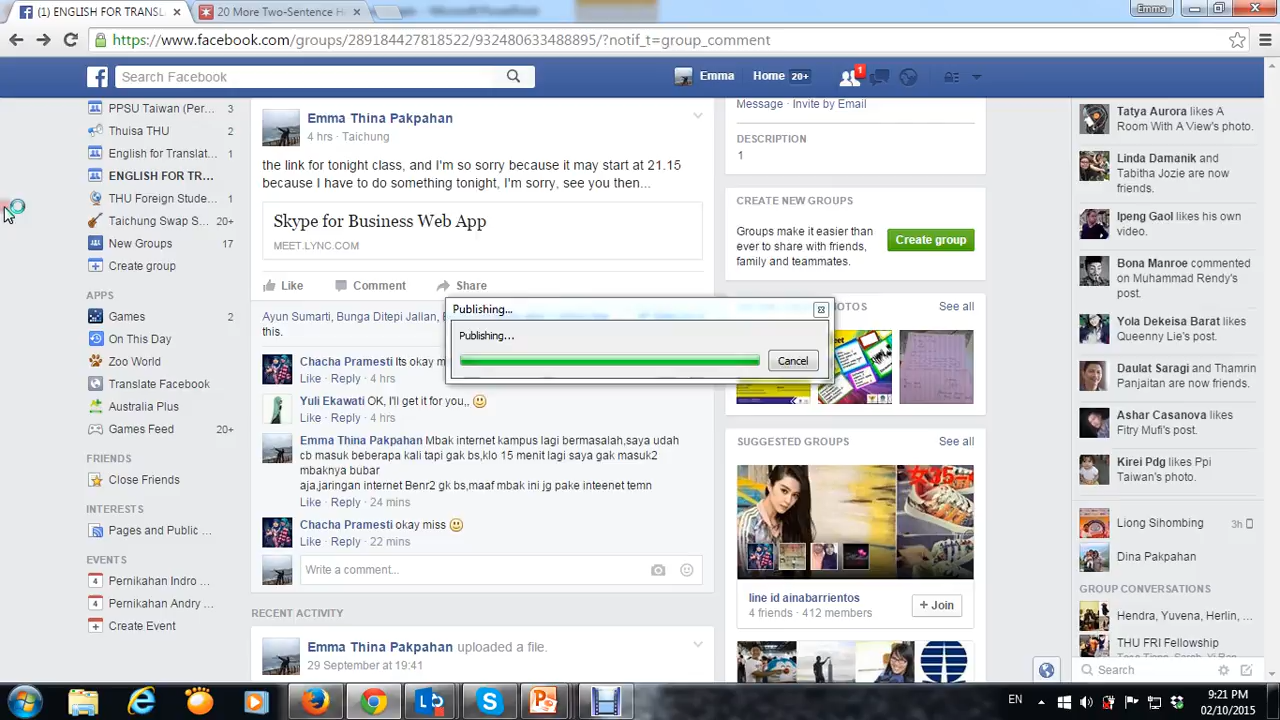 (1) ENGLISH FOR TRANSL
20 More Two-Sentence H
Microsoft PowerPoint
Emma
https://www.facebook.com/groups/289184427818522/932480633488895/?notif_t=group_comment
Search Facebook
Emma
Home 20+
1
PPSU Taiwan (Per... 3
Thuisa THU 2
English for Translat... 1
ENGLISH FOR TR...
THU Foreign Stude... 1
Taichung Swap S... 20+
New Groups 17
Create group
APPS
Games 2
On This Day
Zoo World
Translate Facebook
Australia Plus
Games Feed 20+
FRIENDS
Close Friends
INTERESTS
Pages and Public ...
EVENTS
4 Pernikahan Indro ...
4 Pernikahan Andry ...
Create Event
Emma Thina Pakpahan
4 hrs · Taichung
the link for tonight class, and I'm so sorry because it may start at 21.15
because I have to do something tonight, I'm sorry, see you then...
Skype for Business Web App
MEET.LYNC.COM
Like Comment Share
Ayun Sumarti, Bunga Ditepi Jallan,
this.
Chacha Pramesti Its okay m
Like · Reply · 4 hrs
Yuli Ekawati OK, I'll get it for you,,
Like · Reply · 4 hrs
Emma Thina Pakpahan Mbak internet kampus lagi bermasalah,saya udah
cb masuk beberapa kali tapi gak bs,klo 15 menit lagi saya gak masuk2
mbaknya bubar
aja,jaringan internet Benr2 gk bs,maaf mbak ini jg pake inteenet temn
Like · Reply · 24 mins
Chacha Pramesti okay miss
Like · Reply · 22 mins
Write a comment...
RECENT ACTIVITY
Emma Thina Pakpahan uploaded a file.
29 September at 19:41
Publishing...
Publishing...
Cancel
Message · Invite by Email
DESCRIPTION
1
CREATE NEW GROUPS
Groups make it easier than
ever to share with friends,
family and teammates.
Create group
OTOS
See all
SUGGESTED GROUPS
See all
line id ainabarrientos
4 friends · 412 members
+ Join
Tatya Aurora likes A
Room With A View's photo.
Linda Damanik and
Tabitha Jozie are now
friends.
Ipeng Gaol likes his own
video.
Bona Manroe commented
on Muhammad Rendy's
post.
Yola Dekeisa Barat likes
Queenny Lie's photo.
Daulat Saragi and Thamrin
Panjaitan are now friends.
Ashar Casanova likes
Fitry Mufi's post.
Kirei Pdg likes Ppi
Taiwan's photo.
Liong Sihombing 3h
Dina Pakpahan
GROUP CONVERSATIONS
Hendra, Yuvena, Herlin, ...
THU FRI Fellowship
Search
EN
9:21 PM
02/10/2015